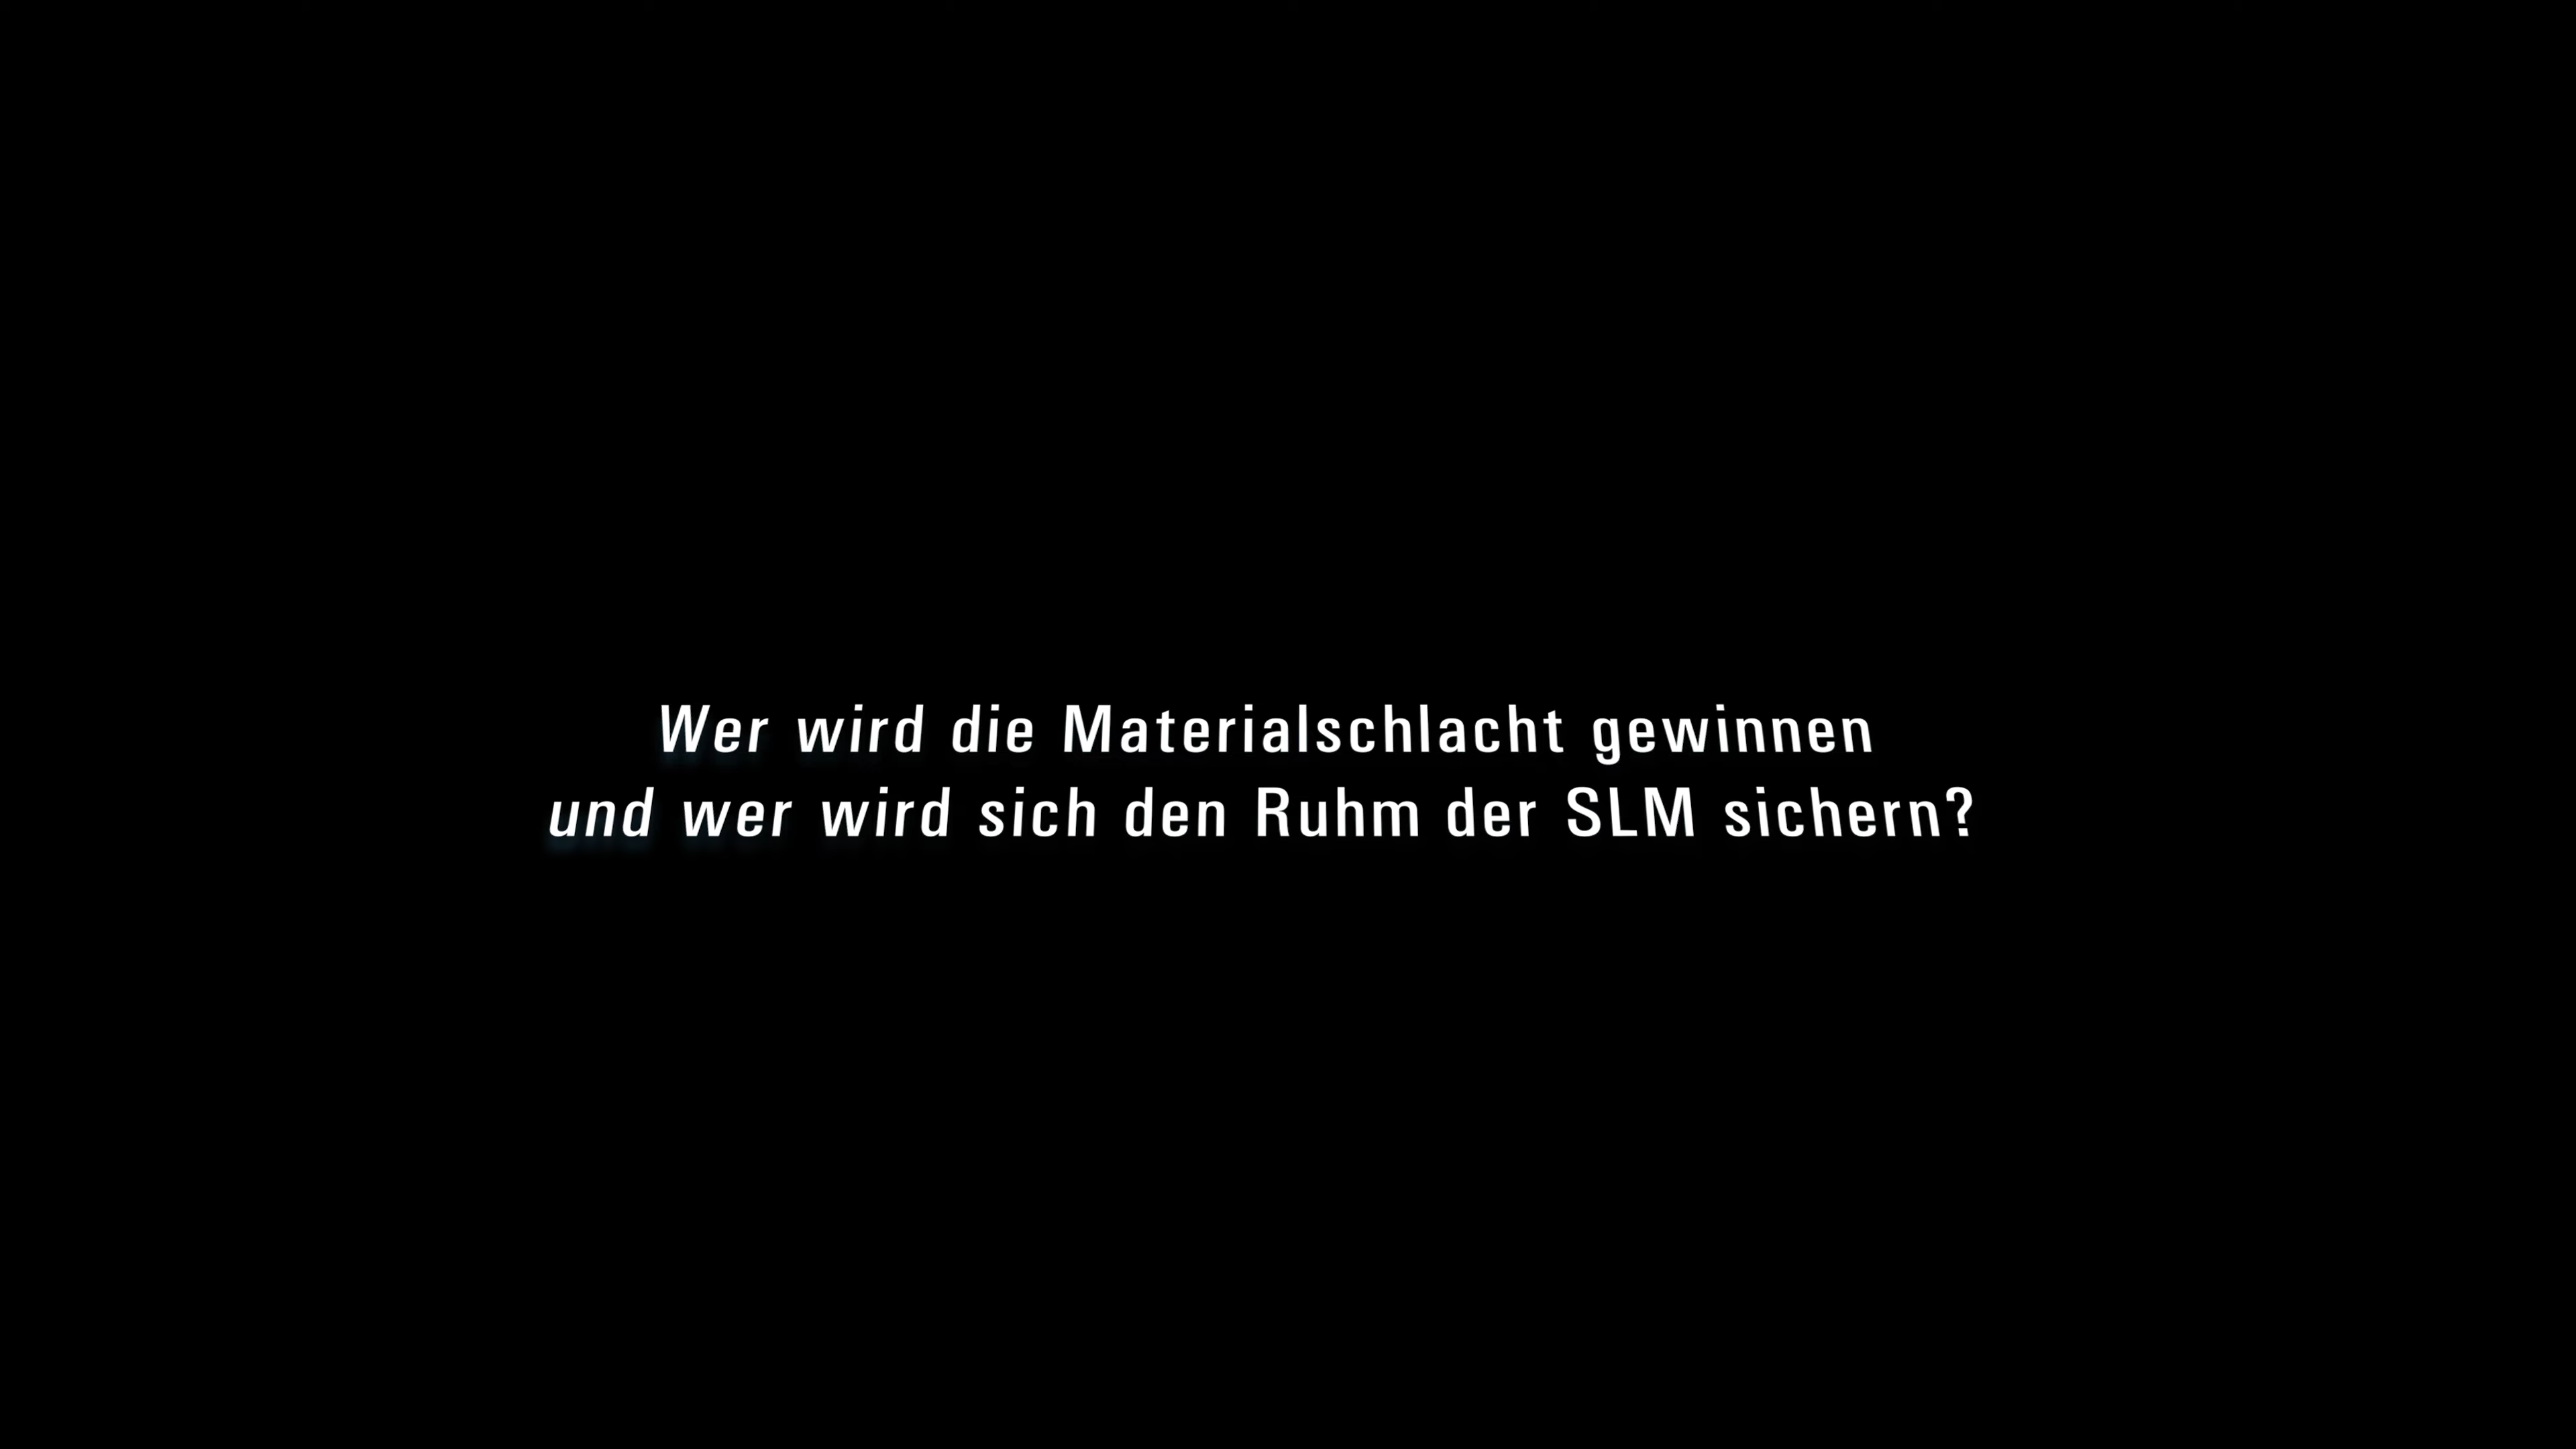 Wer wird die Materialschlacht gewinnen
und wer wird sich den Ruhm der SLM sichern?